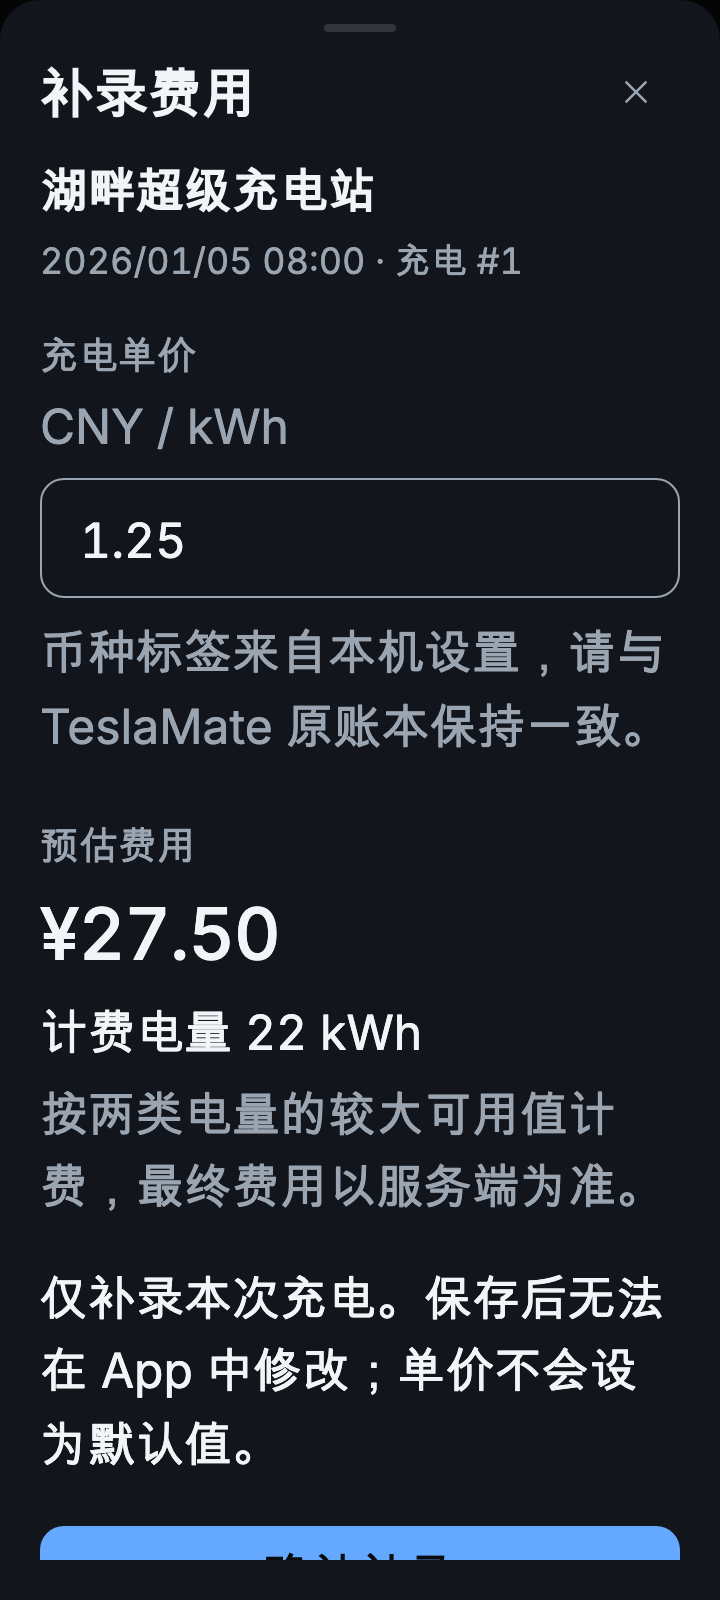 补录费用
湖畔超级充电站
2026/01/05 08:00 · 充电 #1
充电单价
CNY / kWh
1.25
币种标签来自本机设置，请与
TeslaMate 原账本保持一致。
预估费用
¥27.50
计费电量 22 kWh
按两类电量的较大可用值计
费，最终费用以服务端为准。
仅补录本次充电。保存后无法
在 App 中修改；单价不会设
为默认值。